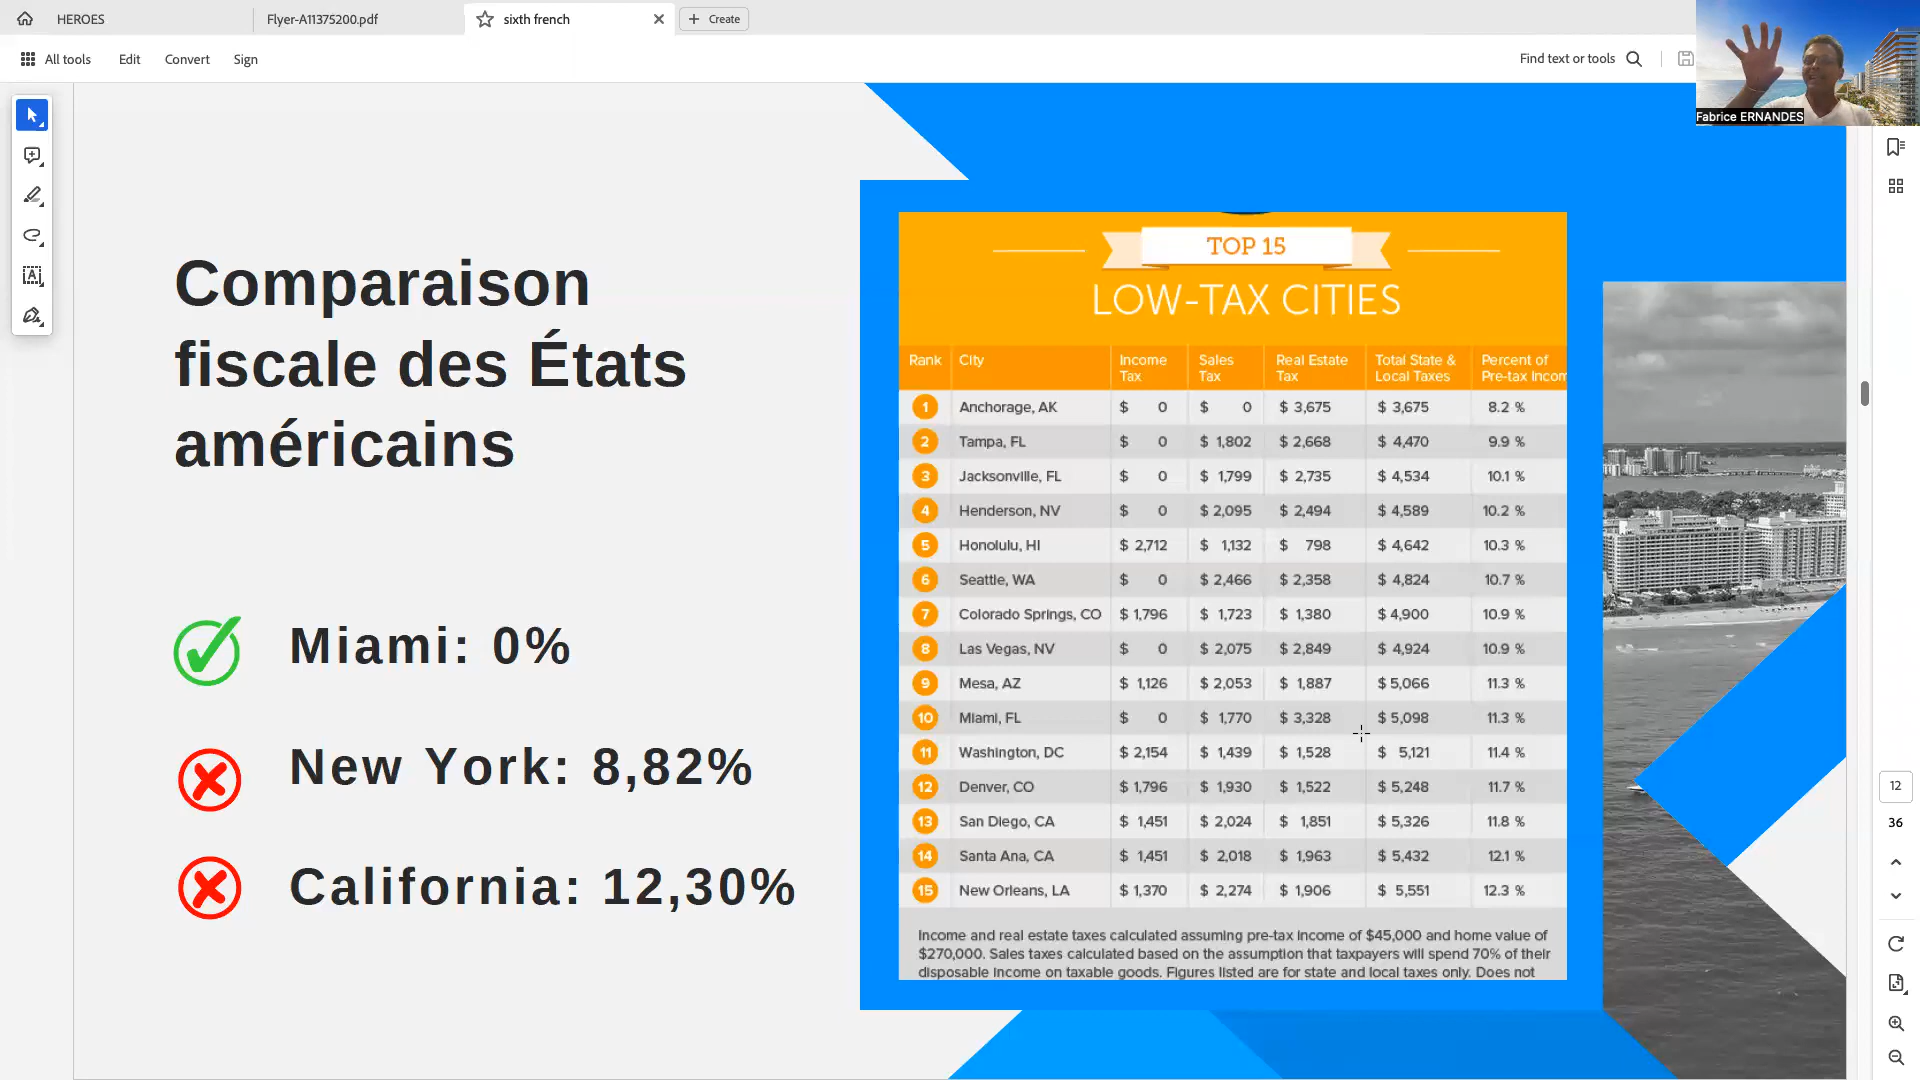 HEROES
Flyer-A11375200.pdf
sixth french
Create
All tools
Edit
Convert
Sign
Find text or tools
Fabrice ERNANDES
Comparaison
fiscale des États
américains
Miami: 0%
New York: 8,82%
California: 12,30%
TOP 15
LOW-TAX CITIES
Rank City Income Tax Sales Tax Real Estate Tax Total State & Local Taxes Percent of Pre-tax Incom
1 Anchorage, AK $ 0 $ 0 $ 3,675 $ 3,675 8.2 %
2 Tampa, FL $ 0 $ 1,802 $ 2,668 $ 4,470 9.9 %
3 Jacksonville, FL $ 0 $ 1,799 $ 2,735 $ 4,534 10.1 %
4 Henderson, NV $ 0 $ 2,095 $ 2,494 $ 4,589 10.2 %
5 Honolulu, HI $ 2,712 $ 1,132 $ 798 $ 4,642 10.3 %
6 Seattle, WA $ 0 $ 2,466 $ 2,358 $ 4,824 10.7 %
7 Colorado Springs, CO $ 1,796 $ 1,723 $ 1,380 $ 4,900 10.9 %
8 Las Vegas, NV $ 0 $ 2,075 $ 2,849 $ 4,924 10.9 %
9 Mesa, AZ $ 1,126 $ 2,053 $ 1,887 $ 5,066 11.3 %
10 Miami, FL $ 0 $ 1,770 $ 3,328 $ 5,098 11.3 %
11 Washington, DC $ 2,154 $ 1,439 $ 1,528 $ 5,121 11.4 %
12 Denver, CO $ 1,796 $ 1,930 $ 1,522 $ 5,248 11.7 %
13 San Diego, CA $ 1,451 $ 2,024 $ 1,851 $ 5,326 11.8 %
14 Santa Ana, CA $ 1,451 $ 2,018 $ 1,963 $ 5,432 12.1 %
15 New Orleans, LA $ 1,370 $ 2,274 $ 1,906 $ 5,551 12.3 %
Income and real estate taxes calculated assuming pre-tax income of $45,000 and home value of
$270,000. Sales taxes calculated based on the assumption that taxpayers will spend 70% of their
disposable income on taxable goods. Figures listed are for state and local taxes only. Does not
12
36